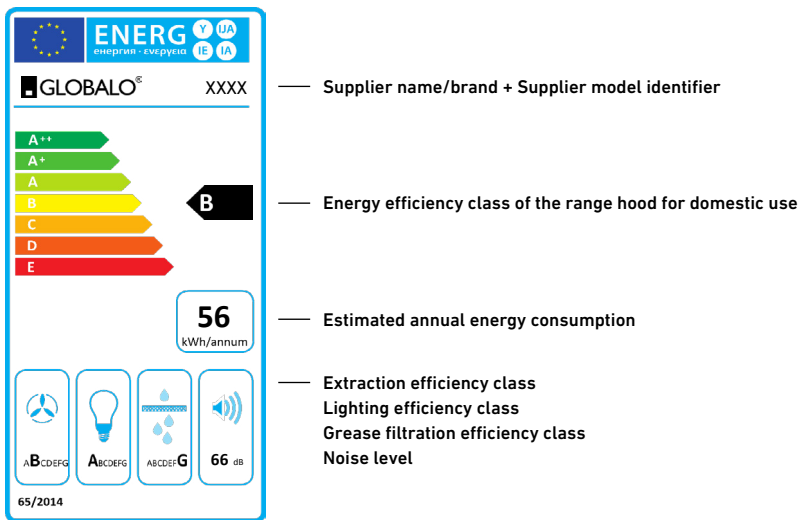 ENERG Y IJA
енергия · ενεργεια IE IA
GLOBALO® XXXX
Supplier name/brand + Supplier model identifier
A++
A+
A
B
C
D
E
B
Energy efficiency class of the range hood for domestic use
56
kWh/annum
Estimated annual energy consumption
Extraction efficiency class
Lighting efficiency class
Grease filtration efficiency class
Noise level
ABCDEFG
ABCDEFG
ABCDEFG
66 dB
65/2014